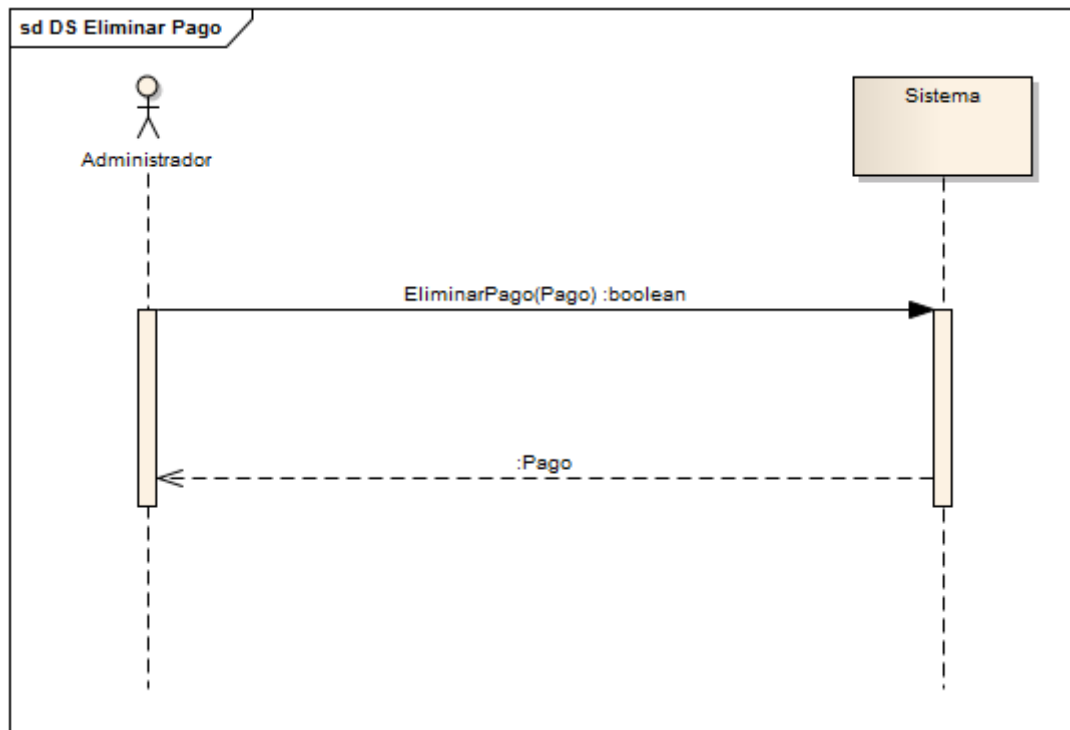 sd DS Eliminar Pago
Administrador
Sistema
EliminarPago(Pago) :boolean
:Pago